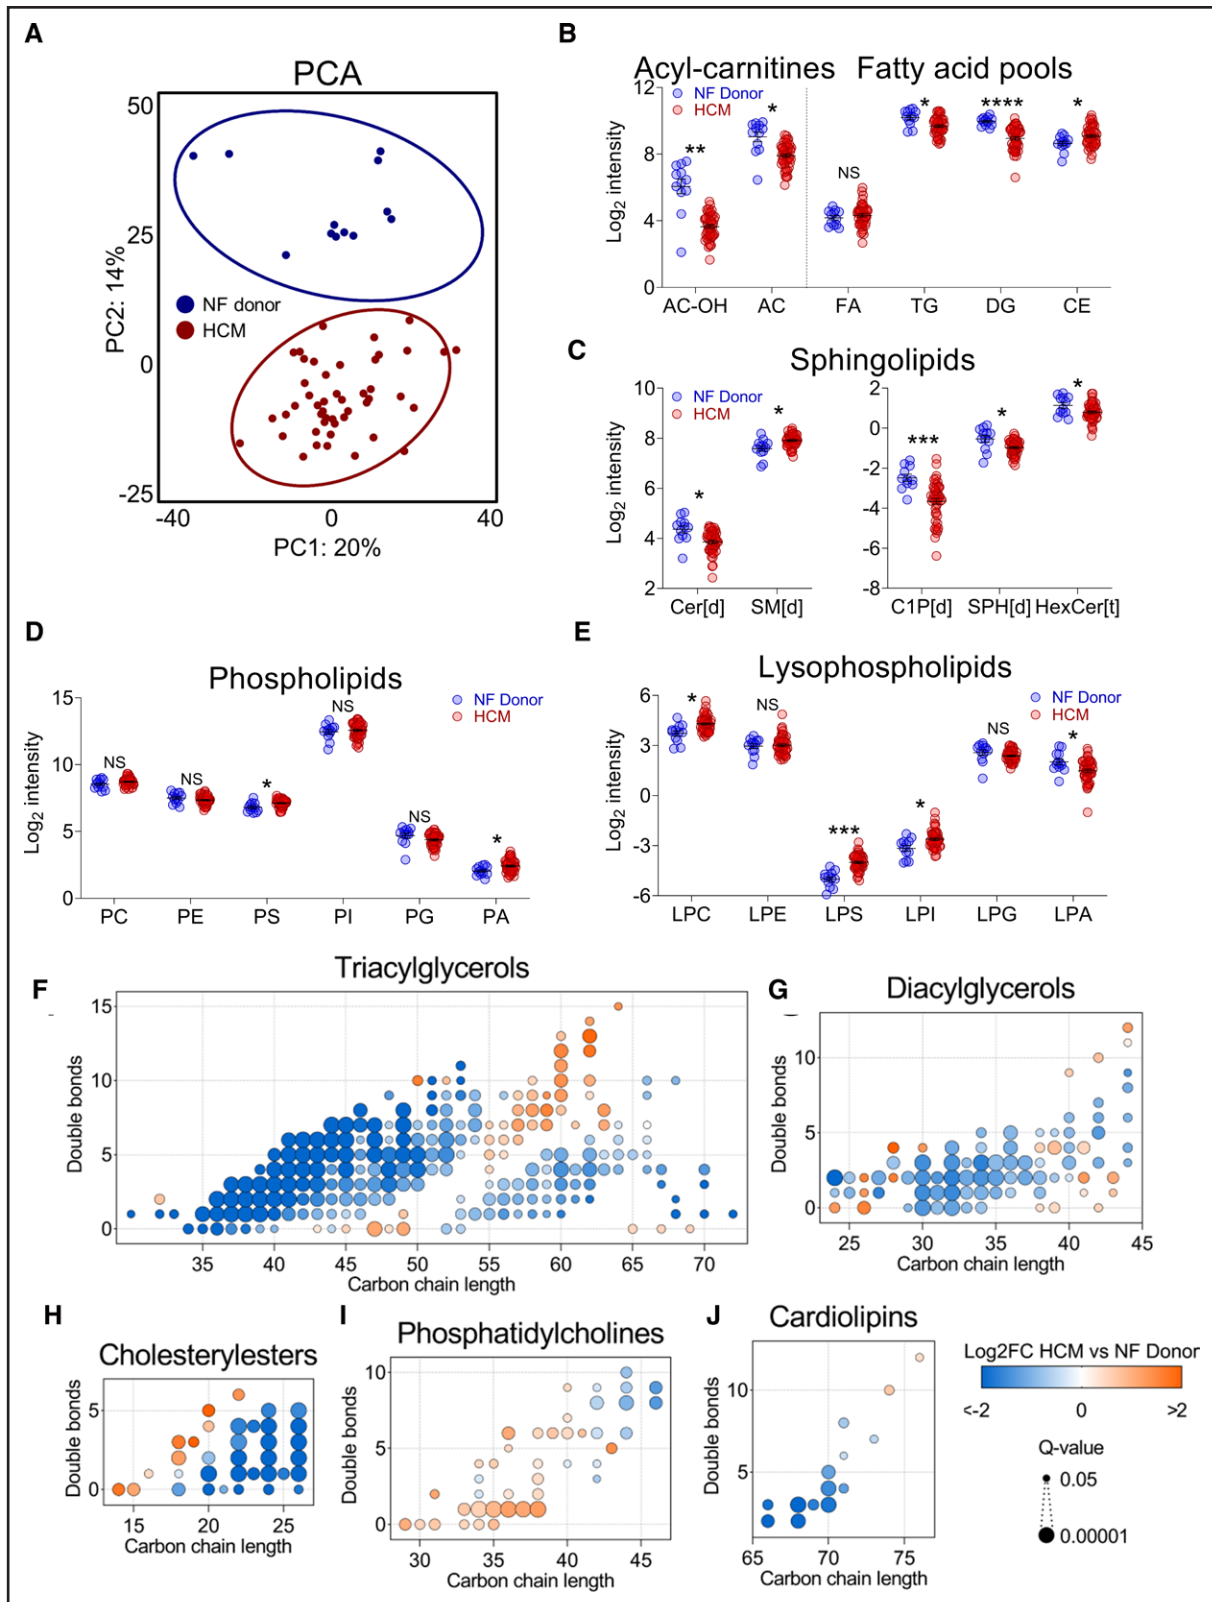 A
PCA
50
25
0
-25
PC2: 14%
NF donor
HCM
-40
0
40
PC1: 20%
B
Acyl-carnitines
Fatty acid pools
NF Donor
HCM
12
8
4
0
Log2 intensity
**
*
NS
*
****
*
AC-OH
AC
FA
TG
DG
CE
C
Sphingolipids
NF Donor
HCM
10
8
6
4
2
Log2 intensity
*
*
Cer[d]
SM[d]
2
0
-2
-4
-6
-8
***
*
*
C1P[d]
SPH[d]
HexCer[t]
D
Phospholipids
NF Donor
HCM
15
10
5
0
Log2 intensity
NS
NS
*
NS
NS
*
PC
PE
PS
PI
PG
PA
E
Lysophospholipids
NF Donor
HCM
6
3
0
-3
-6
Log2 intensity
*
NS
***
*
NS
*
LPC
LPE
LPS
LPI
LPG
LPA
F
Triacylglycerols
15
10
5
0
Double bonds
35
40
45
50
55
60
65
70
Carbon chain length
G
Diacylglycerols
10
5
0
Double bonds
25
30
35
40
45
Carbon chain length
H
Cholesterylesters
5
0
Double bonds
15
20
25
Carbon chain length
I
Phosphatidylcholines
10
5
0
Double bonds
30
35
40
45
Carbon chain length
J
Cardiolipins
10
5
Double bonds
65
70
75
Carbon chain length
Log2FC HCM vs NF Donor
<-2
0
>2
Q-value
0.05
0.00001